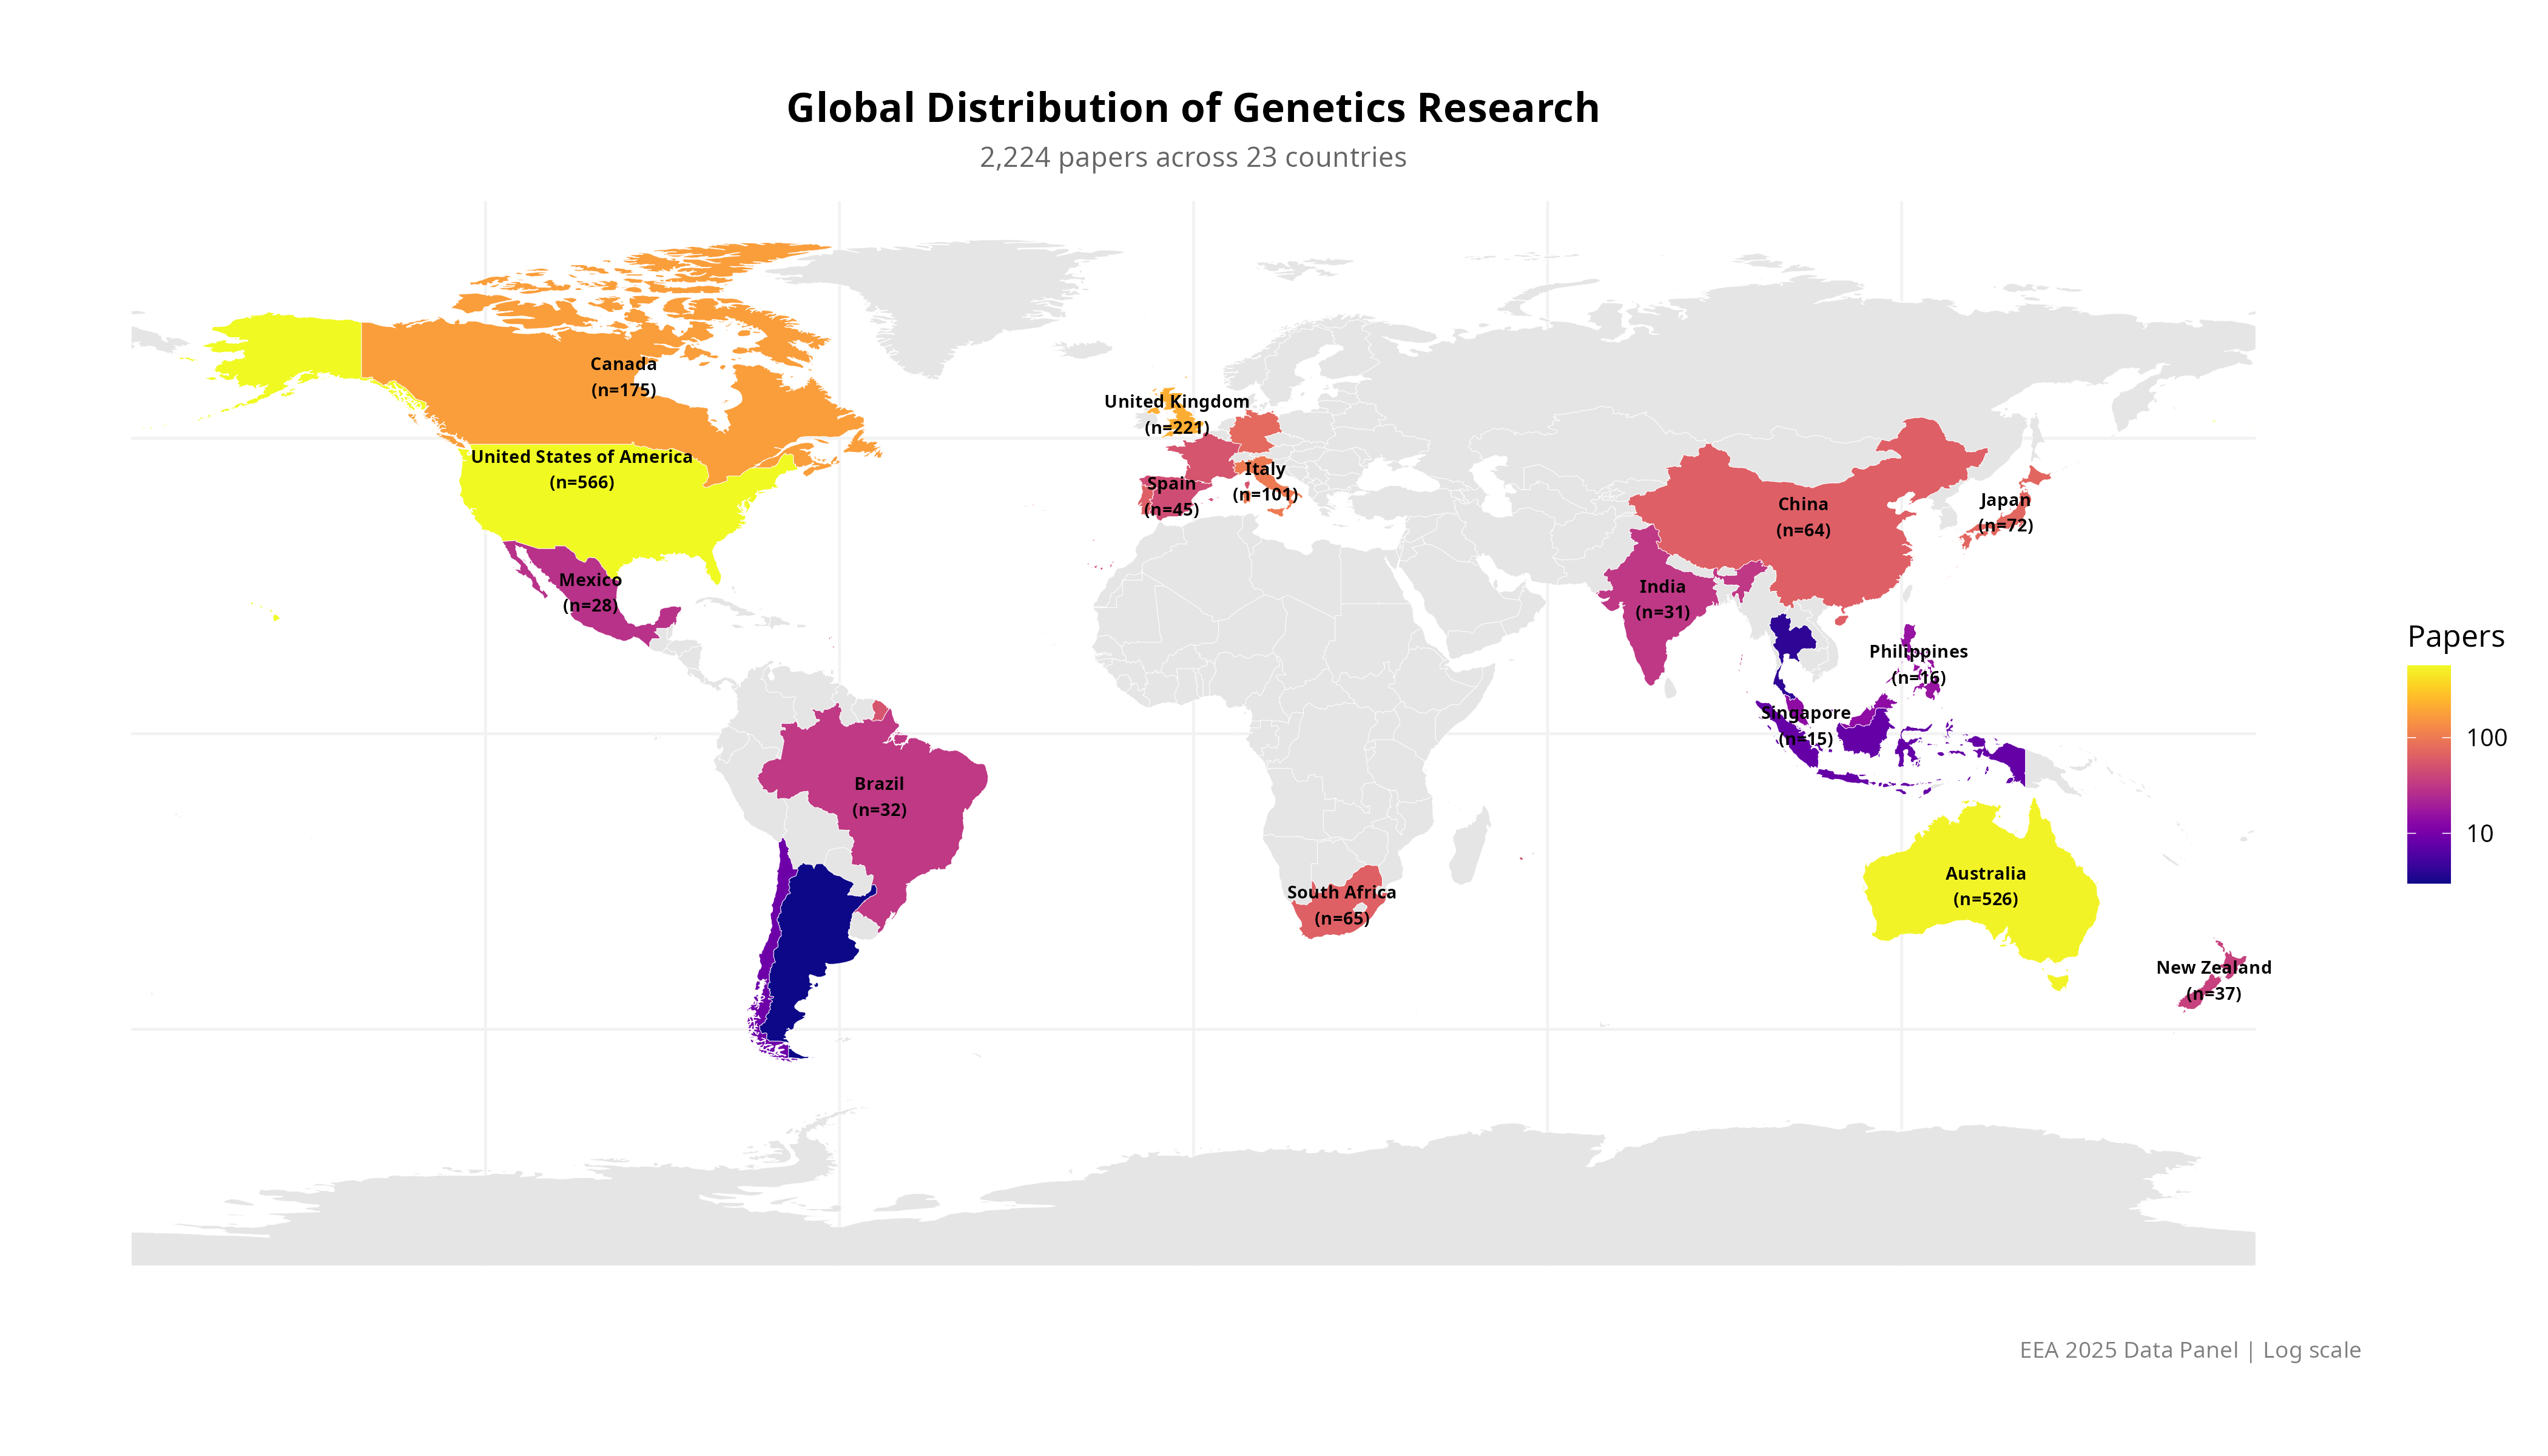 Global Distribution of Genetics Research
2,224 papers across 23 countries
Canada
(n=175)
United Kingdom
(n=221)
United States of America
(n=566)
Italy
(n=101)
Spain
(n=45)
China
(n=64)
Japan
(n=72)
Mexico
(n=28)
India
(n=31)
Philippines
(n=16)
Singapore
(n=15)
Brazil
(n=32)
South Africa
(n=65)
Australia
(n=526)
New Zealand
(n=37)
Papers
100
10
EEA 2025 Data Panel | Log scale